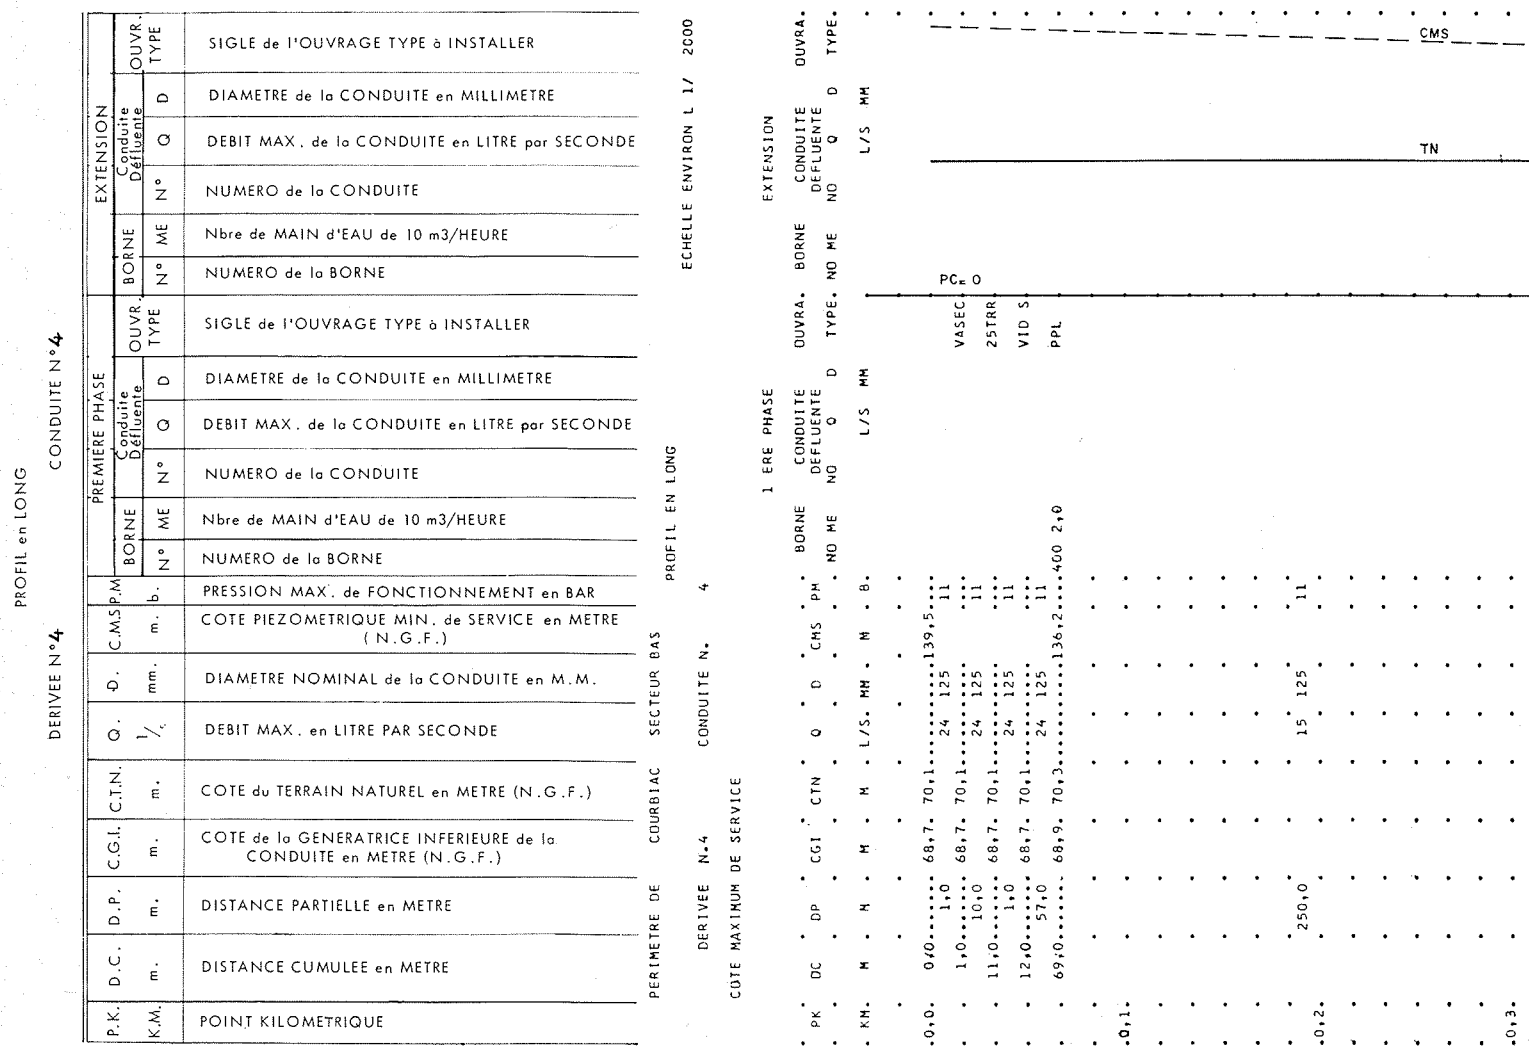 PROFIL en LONG
DERIVEE N°4
CONDUITE N°4
EXTENSION
OUVR. TYPE
SIGLE de l'OUVRAGE TYPE à INSTALLER
Conduite Défluente
D
DIAMETRE de la CONDUITE en MILLIMETRE
Q
DEBIT MAX. de la CONDUITE en LITRE par SECONDE
N°
NUMERO de la CONDUITE
BORNE
ME
Nbre de MAIN d'EAU de 10 m3/HEURE
N°
NUMERO de la BORNE
PREMIERE PHASE
OUVR. TYPE
SIGLE de l'OUVRAGE TYPE à INSTALLER
Conduite Défluente
D
DIAMETRE de la CONDUITE en MILLIMETRE
Q
DEBIT MAX. de la CONDUITE en LITRE par SECONDE
N°
NUMERO de la CONDUITE
BORNE
ME
Nbre de MAIN d'EAU de 10 m3/HEURE
N°
NUMERO de la BORNE
P.M b.
PRESSION MAX. de FONCTIONNEMENT en BAR
C.M.S m.
COTE PIEZOMETRIQUE MIN. de SERVICE en METRE
(N.G.F.)
D. mm.
DIAMETRE NOMINAL de la CONDUITE en M.M.
Q.
DEBIT MAX. en LITRE PAR SECONDE
C.T.N. m.
COTE du TERRAIN NATUREL en METRE (N.G.F.)
C.G.I. m.
COTE de la GENERATRICE INFERIEURE de la
CONDUITE en METRE (N.G.F.)
D.P. m.
DISTANCE PARTIELLE en METRE
D.C. m.
DISTANCE CUMULEE en METRE
P.K. K.M.
POINT KILOMETRIQUE
PERIMETRE DE COURBIAC SECTEUR BAS
PROFIL EN LONG
ECHELLE ENVIRON L 1/ 2000
DERIVEE N.4 CONDUITE N. 4
COTE MAXIMUM DE SERVICE
1 ERE PHASE EXTENSION
BORNE CONDUITE DEFLUENTE OUVRA. BORNE CONDUITE DEFLUENTE OUVRA.
. PK . DC . DP . CGI . CTN . Q . D . CMS . PM . NO ME NO Q D TYPE. NO ME NO Q D TYPE.
. KM. M . M . M . M . L/S. MM. M . B. L/S MM L/S MM
PC= 0
.0,0. 0,0....... 68,7. 70,1.........139,5....
1,0 24 125 11
1,0....... 68,7. 70,1 VASEC
10,0 24 125 11
11,0....... 68,7. 70,1 25TRR
1,0 24 125 11
12,0....... 68,7. 70,1 VID S
57,0 24 125 11
69,0....... 68,9. 70,3.........136,2.....400 2,0 PPL
.0,1.
250,0 15 125 11
.0,2.
.0,3.
CMS
TN